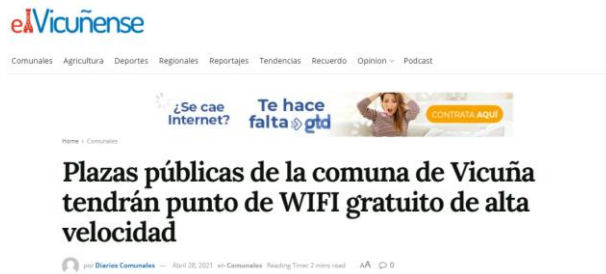 elVicuñense
Comunales Agricultura Deportes Regionales Reportajes Tendencias Recuerdo Opinion Podcast
¿Se cae Te hace
Internet? falta gtd CONTRATA AQUÍ
Home Comunales
Plazas públicas de la comuna de Vicuña
tendrán punto de WIFI gratuito de alta
velocidad
por Diarios Comunales — Abril 28, 2021 en Comunales Reading Time: 2 mins read AA 0